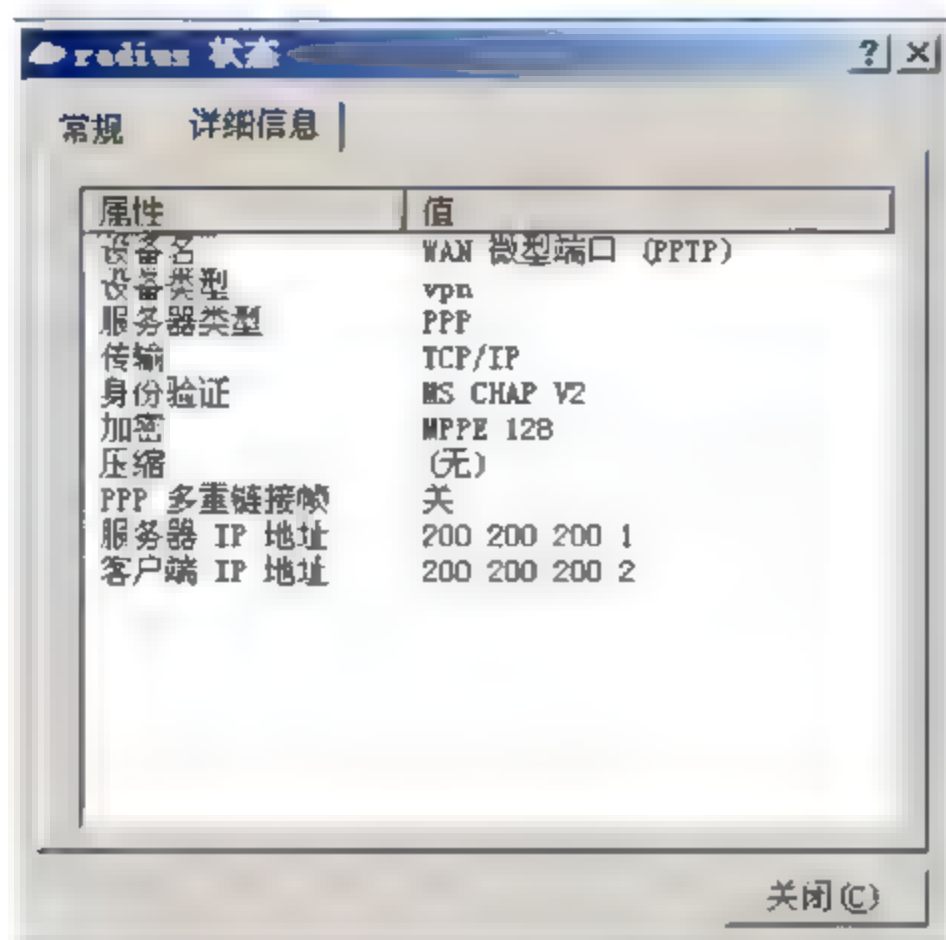 radius 状态
? ×
常规 详细信息
属性 值
设备名 WAN 微型端口 (PPTP)
设备类型 vpn
服务器类型 PPP
传输 TCP/IP
身份验证 MS CHAP V2
加密 MPPE 128
压缩 (无)
PPP 多重链接帧 关
服务器 IP 地址 200 200 200 1
客户端 IP 地址 200 200 200 2
关闭(C)